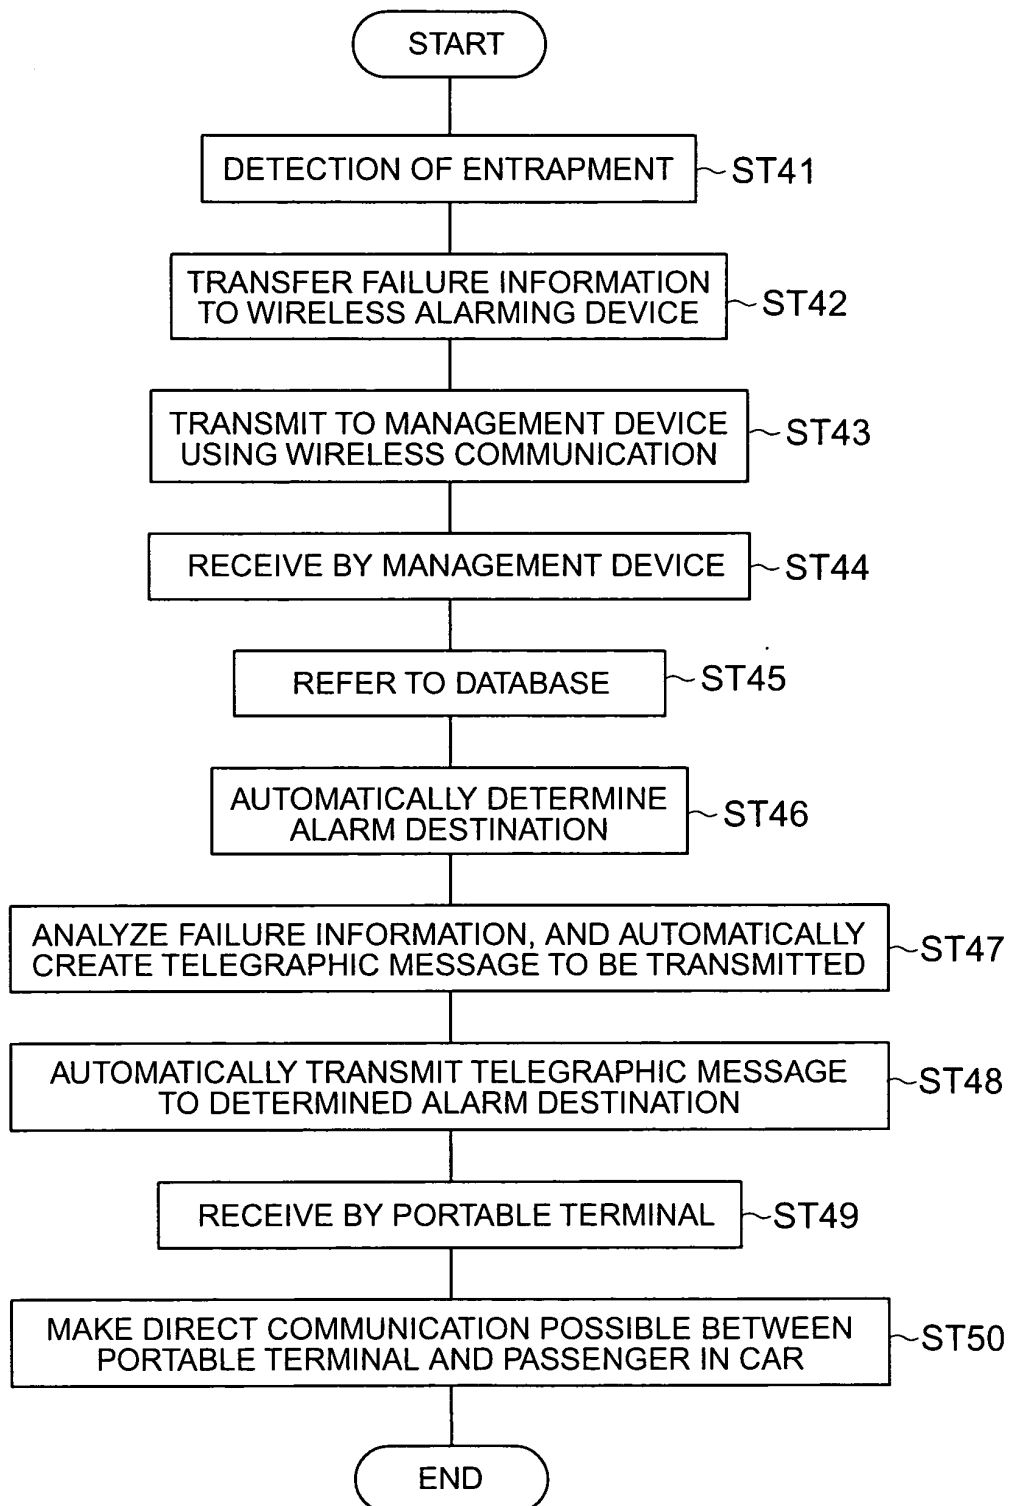 START
DETECTION OF ENTRAPMENT
ST41
TRANSFER FAILURE INFORMATION
TO WIRELESS ALARMING DEVICE
ST42
TRANSMIT TO MANAGEMENT DEVICE
USING WIRELESS COMMUNICATION
ST43
RECEIVE BY MANAGEMENT DEVICE
ST44
REFER TO DATABASE
ST45
AUTOMATICALLY DETERMINE
ALARM DESTINATION
ST46
ANALYZE FAILURE INFORMATION, AND AUTOMATICALLY
CREATE TELEGRAPHIC MESSAGE TO BE TRANSMITTED
ST47
AUTOMATICALLY TRANSMIT TELEGRAPHIC MESSAGE
TO DETERMINED ALARM DESTINATION
ST48
RECEIVE BY PORTABLE TERMINAL
ST49
MAKE DIRECT COMMUNICATION POSSIBLE BETWEEN
PORTABLE TERMINAL AND PASSENGER IN CAR
ST50
END